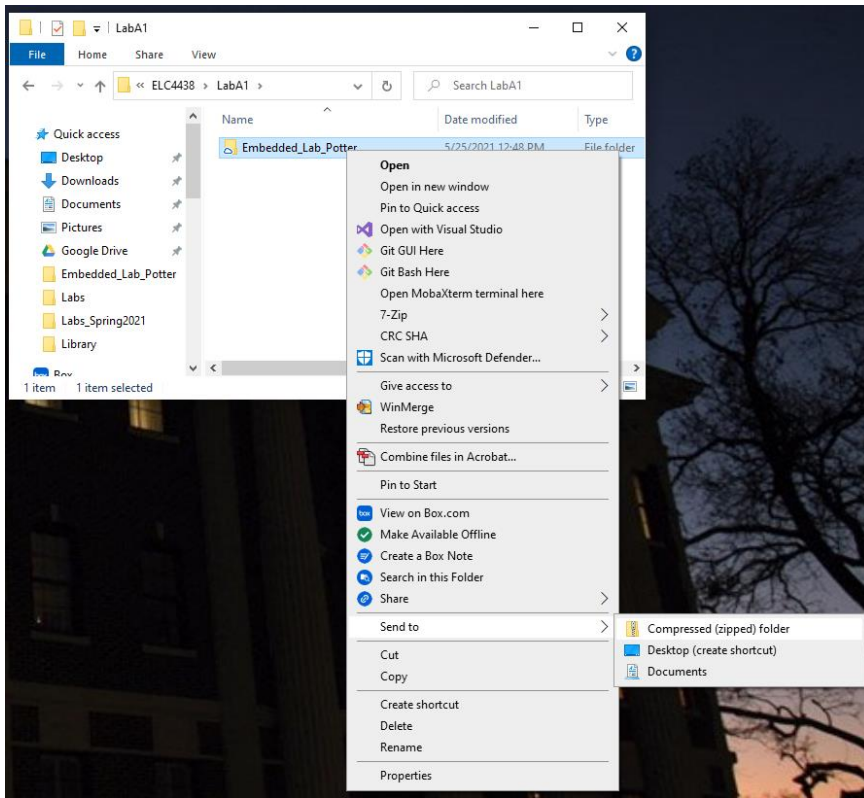 LabA1
File Home Share View
« ELC4438 > LabA1 > Search LabA1
Name Date modified Type
Quick access
Desktop
Downloads
Documents
Pictures
Google Drive
Embedded_Lab_Potter
Labs
Labs_Spring2021
Library
Box
1 item 1 item selected
Embedded_Lab_Potter 5/25/2021 12:48 PM File folder
Open
Open in new window
Pin to Quick access
Open with Visual Studio
Git GUI Here
Git Bash Here
Open MobaXterm terminal here
7-Zip
CRC SHA
Scan with Microsoft Defender...
Give access to
WinMerge
Restore previous versions
Combine files in Acrobat...
Pin to Start
box View on Box.com
Make Available Offline
Create a Box Note
Search in this Folder
Share
Send to
Cut
Copy
Create shortcut
Delete
Rename
Properties
Compressed (zipped) folder
Desktop (create shortcut)
Documents